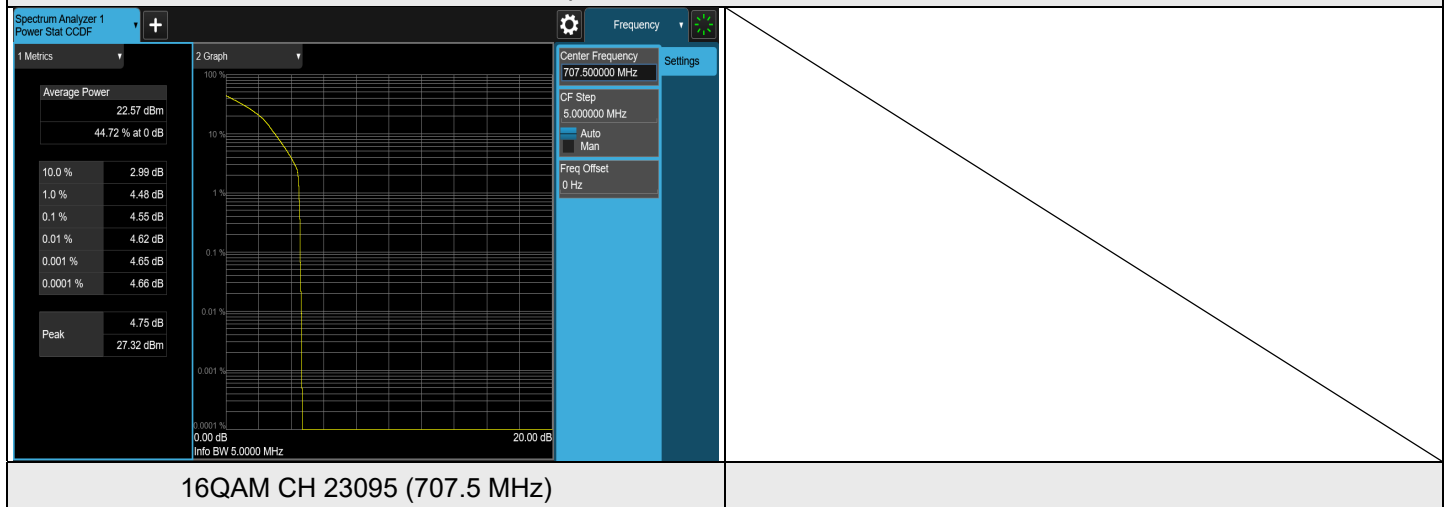 Spectrum Analyzer 1
Power Stat CCDF
+
Frequency
1 Metrics
Average Power
22.57 dBm
44.72 % at 0 dB
10.0 % 2.99 dB
1.0 % 4.48 dB
0.1 % 4.55 dB
0.01 % 4.62 dB
0.001 % 4.65 dB
0.0001 % 4.66 dB
Peak 4.75 dB
27.32 dBm
2 Graph
100 %
10 %
1 %
0.1 %
0.01 %
0.001 %
0.0001 %
0.00 dB 20.00 dB
Info BW 5.0000 MHz
Center Frequency
707.500000 MHz
CF Step
5.000000 MHz
Auto
Man
Freq Offset
0 Hz
Settings
16QAM CH 23095 (707.5 MHz)